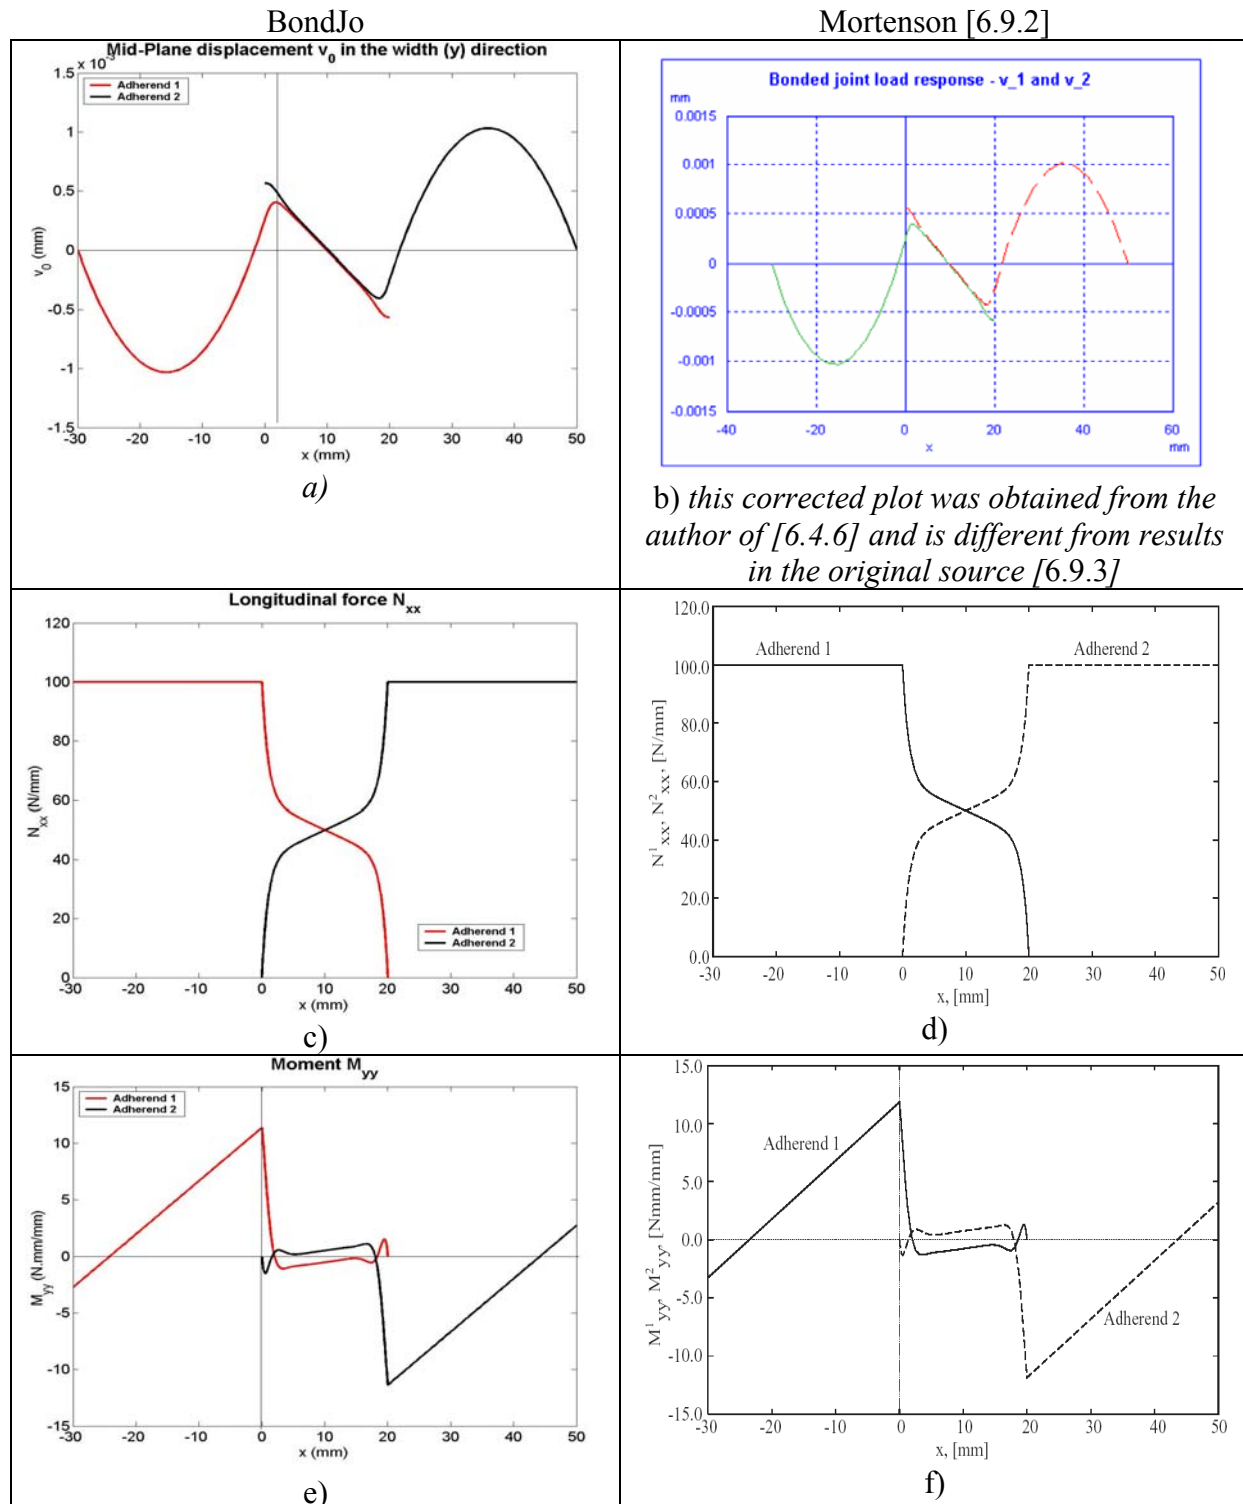 BondJo
Mortenson [6.9.2]
Mid-Plane displacement v0 in the width (y) direction
x 10-3
Adherend 1
Adherend 2
1.5
1
0.5
0
-0.5
-1
-1.5
v0 (mm)
-30 -20 -10 0 10 20 30 40 50
x (mm)
a)
Bonded joint load response - v_1 and v_2
mm
0.0015
0.001
0.0005
0
-0.0005
-0.001
-0.0015
-40 -20 0 20 40 60
x
mm
b) this corrected plot was obtained from the
author of [6.4.6] and is different from results
in the original source [6.9.3]
Longitudinal force Nxx
120
100
80
60
40
20
0
Nxx (N/mm)
Adherend 1
Adherend 2
-30 -20 -10 0 10 20 30 40 50
x (mm)
c)
120.0
100.0
80.0
60.0
40.0
20.0
0.0
Adherend 1
Adherend 2
N1xx, N2xx, [N/mm]
-30 -20 -10 0 10 20 30 40 50
x, [mm]
d)
Moment Myy
Adherend 1
Adherend 2
15
10
5
0
-5
-10
-15
Myy (N.mm/mm)
-30 -20 -10 0 10 20 30 40 50
x (mm)
e)
15.0
10.0
5.0
0.0
-5.0
-10.0
-15.0
Adherend 1
Adherend 2
M1yy, M2yy, [Nmm/mm]
-30 -20 -10 0 10 20 30 40 50
x, [mm]
f)